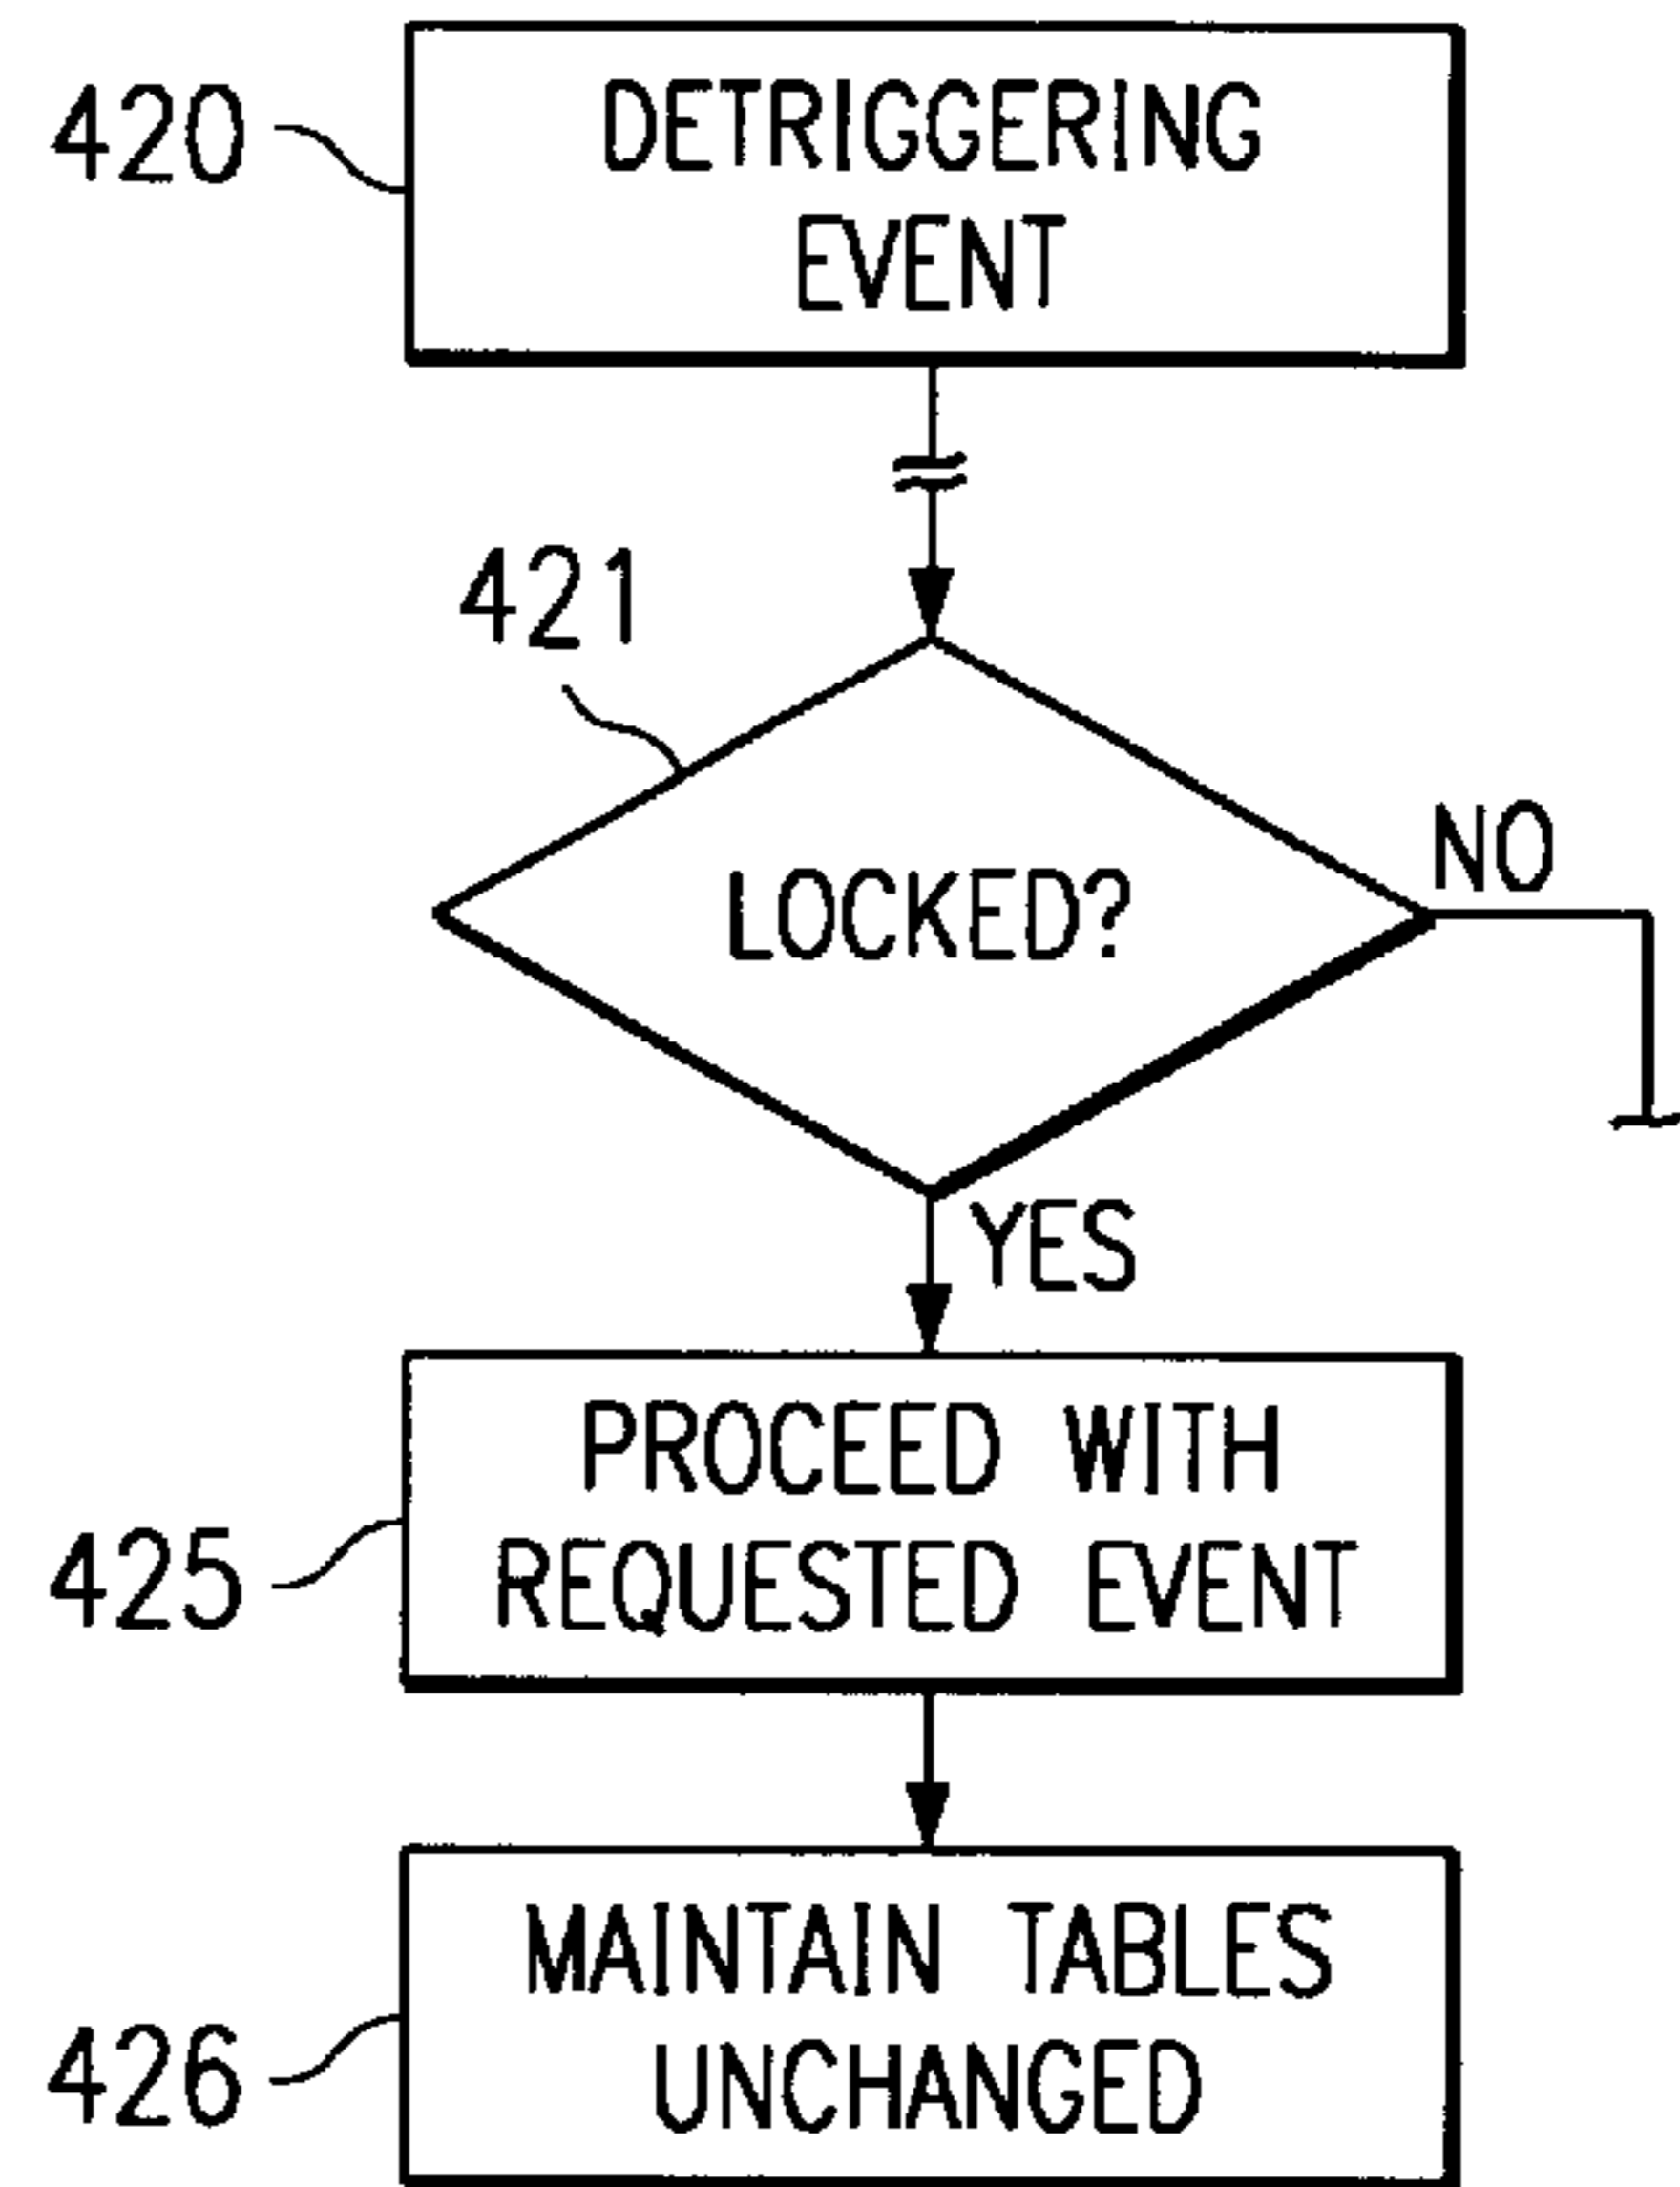 420
DETRIGGERING
EVENT
421
LOCKED?
NO
YES
425
PROCEED WITH
REQUESTED EVENT
426
MAINTAIN TABLES
UNCHANGED